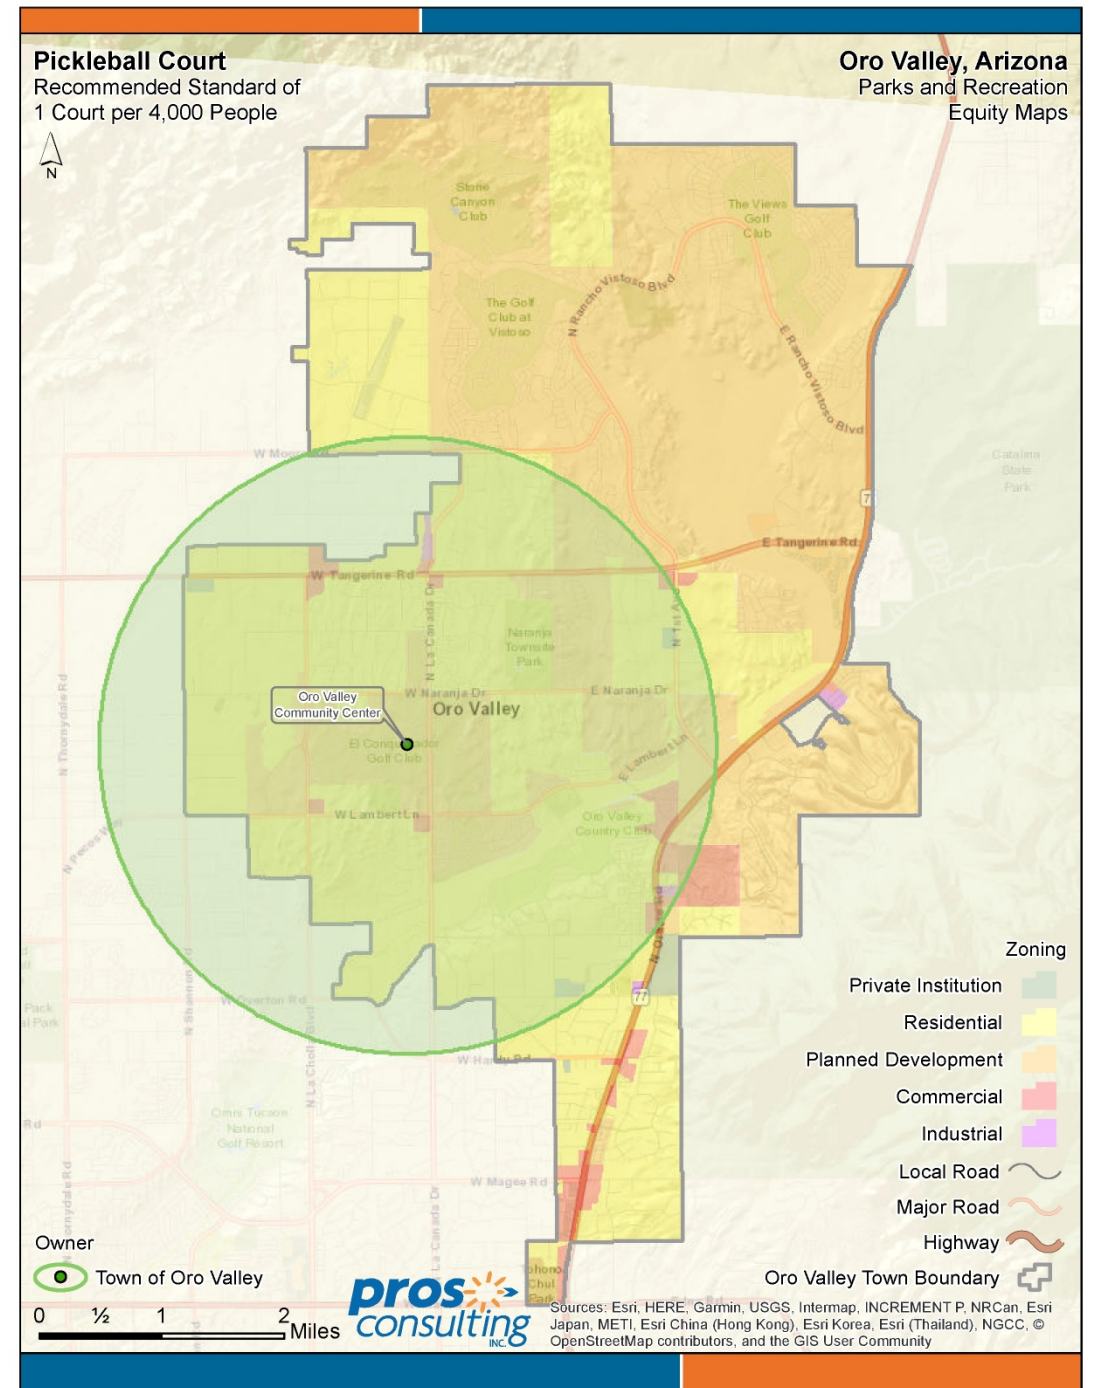 Pickleball Court
Recommended Standard of
1 Court per 4,000 People
N
Oro Valley, Arizona
Parks and Recreation
Equity Maps
Stone
Canyon
Club
The Views
Golf
Club
The Golf
Club at
Vistoso
N Rancho Vistoso Blvd
E Rancho Vistoso Blvd
Catalina
State
Park
77
E Tangerine Rd
W Tangerine Rd
N La Canada Dr
N 1st Ave
Naranja
Townsite
Park
N Thornydale Rd
W Naranja Dr
E Naranja Dr
Oro Valley
Community Center
Oro Valley
El Conquistador
Golf Club
E Lambert Ln
W Lambert Ln
Oro Valley
Country Club
N Shannon Rd
W Overton Rd
77
W Hardy Rd
N La Cholla Blvd
Omni Tucson
National
Golf Resort
W Magee Rd
N La Canada Dr
Tohono
Chul
Park
Zoning
Private Institution
Residential
Planned Development
Commercial
Industrial
Local Road
Major Road
Highway
Oro Valley Town Boundary
Owner
Town of Oro Valley
0 ½ 1 2
Miles
pros
consulting
INC.
Sources: Esri, HERE, Garmin, USGS, Intermap, INCREMENT P, NRCan, Esri
Japan, METI, Esri China (Hong Kong), Esri Korea, Esri (Thailand), NGCC, ©
OpenStreetMap contributors, and the GIS User Community